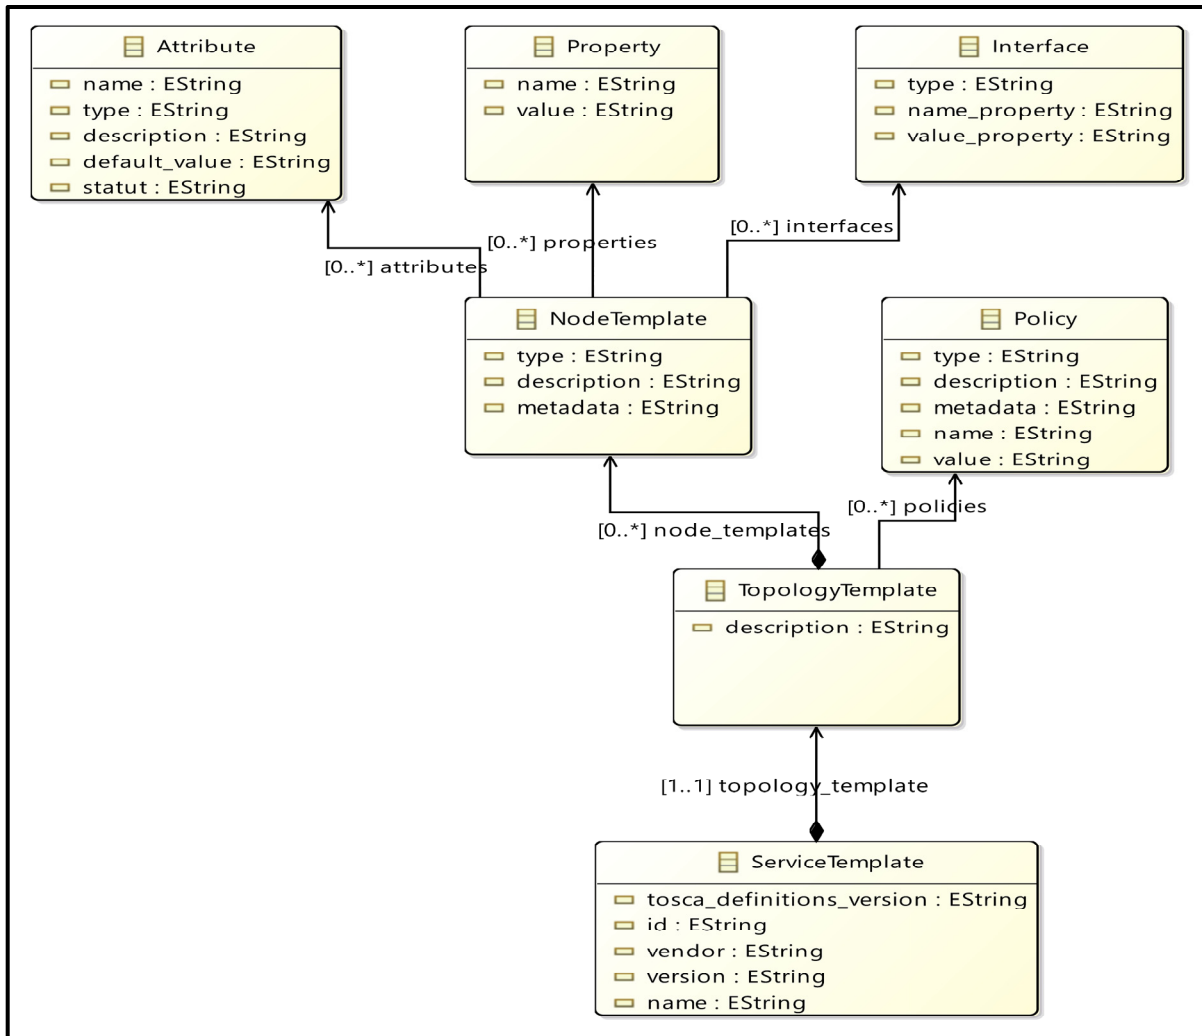 Attribute
name : EString
type : EString
description : EString
default_value : EString
statut : EString
Property
name : EString
value : EString
Interface
type : EString
name_property : EString
value_property : EString
[0..*] attributes
[0..*] properties
[0..*] interfaces
NodeTemplate
type : EString
description : EString
metadata : EString
Policy
type : EString
description : EString
metadata : EString
name : EString
value : EString
[0..*] node_templates
[0..*] policies
TopologyTemplate
description : EString
[1..1] topology_template
ServiceTemplate
tosca_definitions_version : EString
id : EString
vendor : EString
version : EString
name : EString